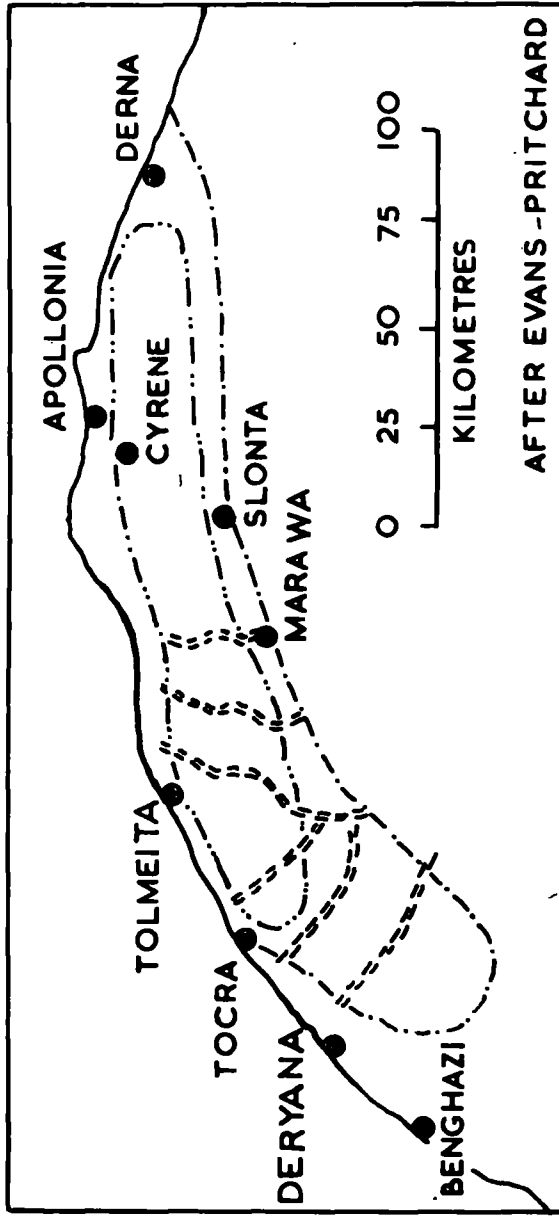 APOLLONIA
DERNA
CYRENE
TOLMEITA
SLONTA
MARAWA
TOCRA
DERYANA
BENGHAZI
0 25 50 75 100
KILOMETRES
AFTER EVANS-PRITCHARD